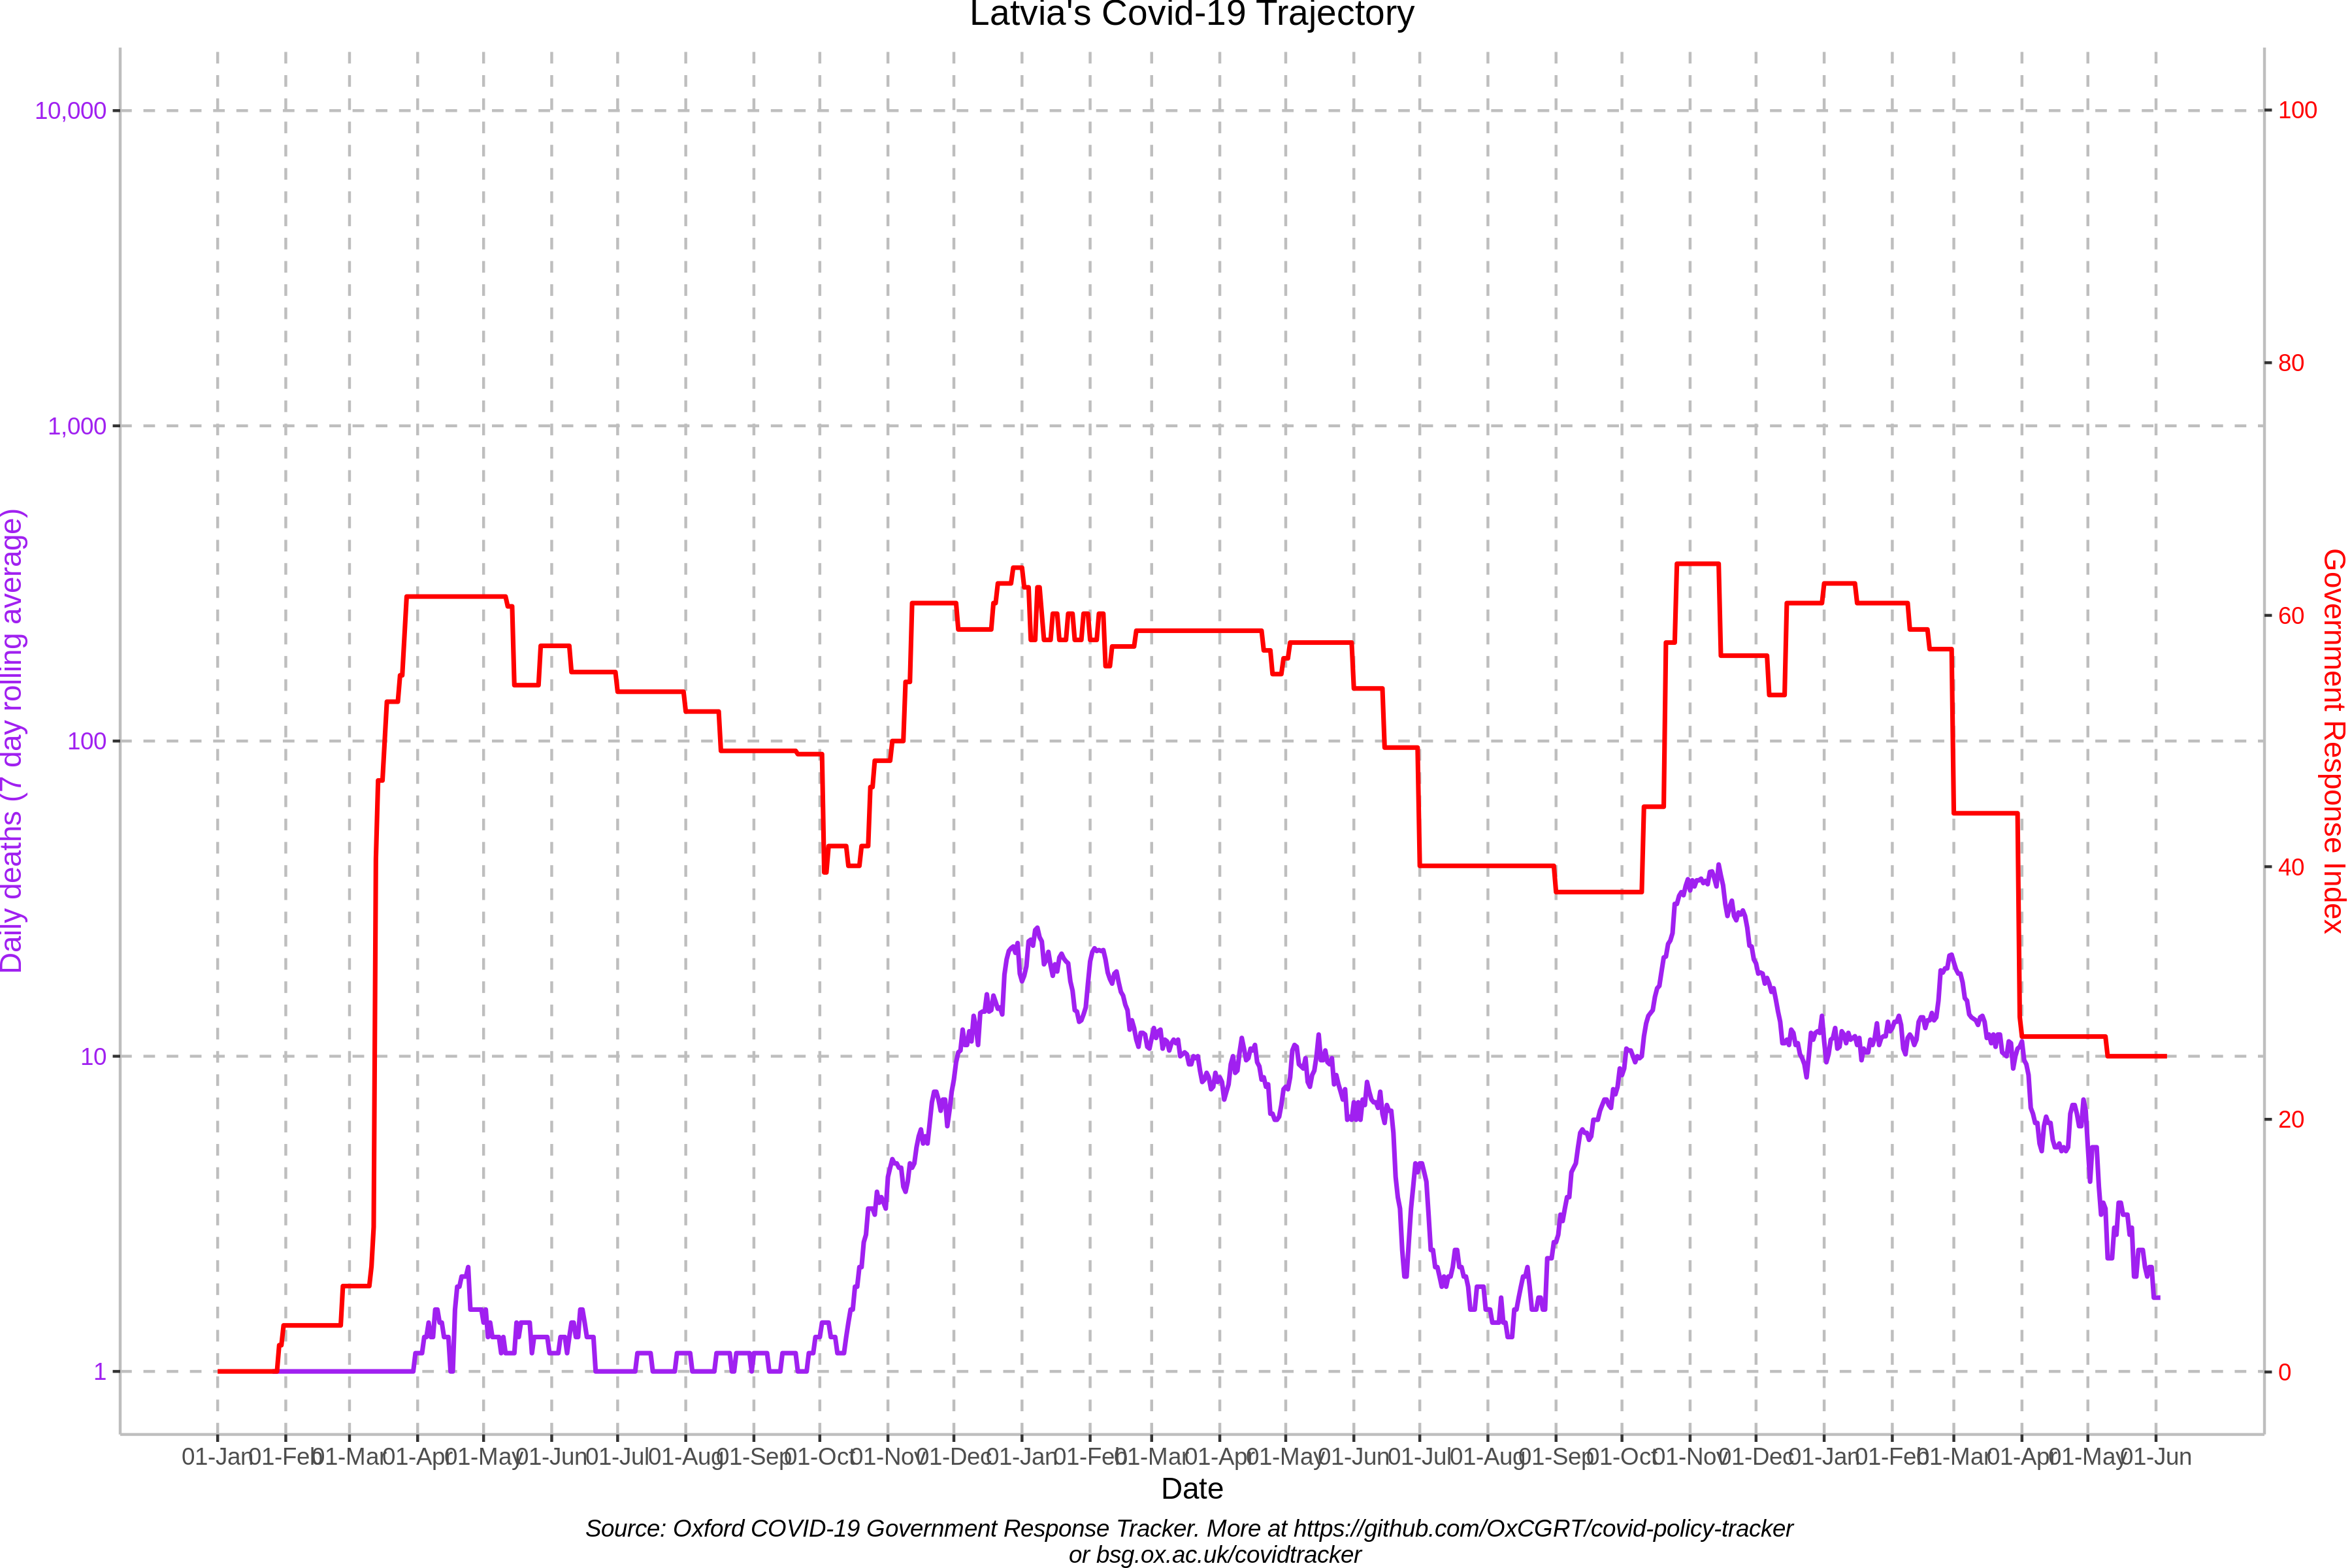 Latvia's Covid-19 Trajectory
10,000
1,000
100
10
1
Daily deaths (7 day rolling average)
100
80
60
40
20
0
Government Response Index
01-Jan 01-Feb 01-Mar 01-Apr 01-May 01-Jun 01-Jul 01-Aug 01-Sep 01-Oct 01-Nov 01-Dec 01-Jan 01-Feb 01-Mar 01-Apr 01-May 01-Jun 01-Jul 01-Aug 01-Sep 01-Oct 01-Nov 01-Dec 01-Jan 01-Feb 01-Mar 01-Apr 01-May 01-Jun
Date
Source: Oxford COVID-19 Government Response Tracker. More at https://github.com/OxCGRT/covid-policy-tracker
or bsg.ox.ac.uk/covidtracker